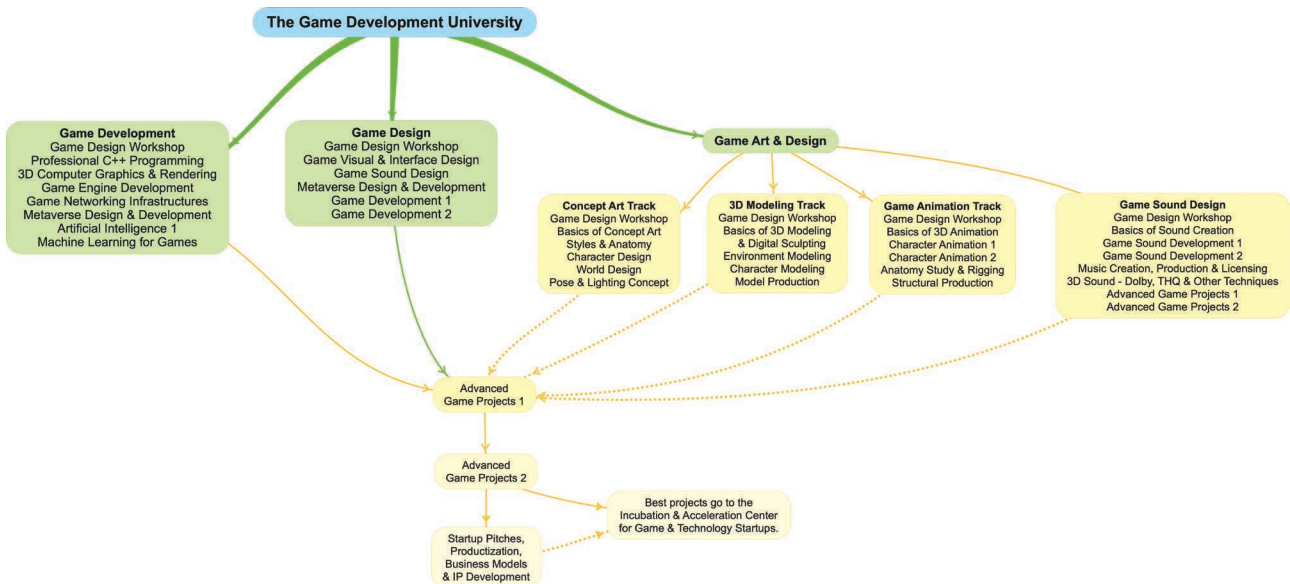 The Game Development University
Game Development
Game Design Workshop
Professional C++ Programming
3D Computer Graphics & Rendering
Game Engine Development
Game Networking Infrastructures
Metaverse Design & Development
Artificial Intelligence 1
Machine Learning for Games
Game Design
Game Design Workshop
Game Visual & Interface Design
Game Sound Design
Metaverse Design & Development
Game Development 1
Game Development 2
Game Art & Design
Concept Art Track
Game Design Workshop
Basics of Concept Art
Styles & Anatomy
Character Design
World Design
Pose & Lighting Concept
3D Modeling Track
Game Design Workshop
Basics of 3D Modeling
& Digital Sculpting
Environment Modeling
Character Modeling
Model Production
Game Animation Track
Game Design Workshop
Basics of 3D Animation
Character Animation 1
Character Animation 2
Anatomy Study & Rigging
Structural Production
Game Sound Design
Game Design Workshop
Basics of Sound Creation
Game Sound Development 1
Game Sound Development 2
Music Creation, Production & Licensing
3D Sound - Dolby, THQ & Other Techniques
Advanced Game Projects 1
Advanced Game Projects 2
Advanced
Game Projects 1
Advanced
Game Projects 2
Best projects go to the
Incubation & Acceleration Center
for Game & Technology Startups.
Startup Pitches,
Productization,
Business Models
& IP Development